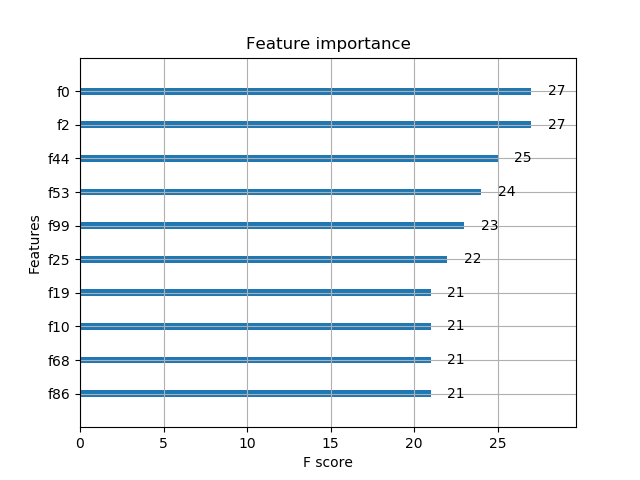 Feature importance
Features
f0 27
f2 27
f44 25
f53 24
f99 23
f25 22
f19 21
f10 21
f68 21
f86 21
0 5 10 15 20 25
F score